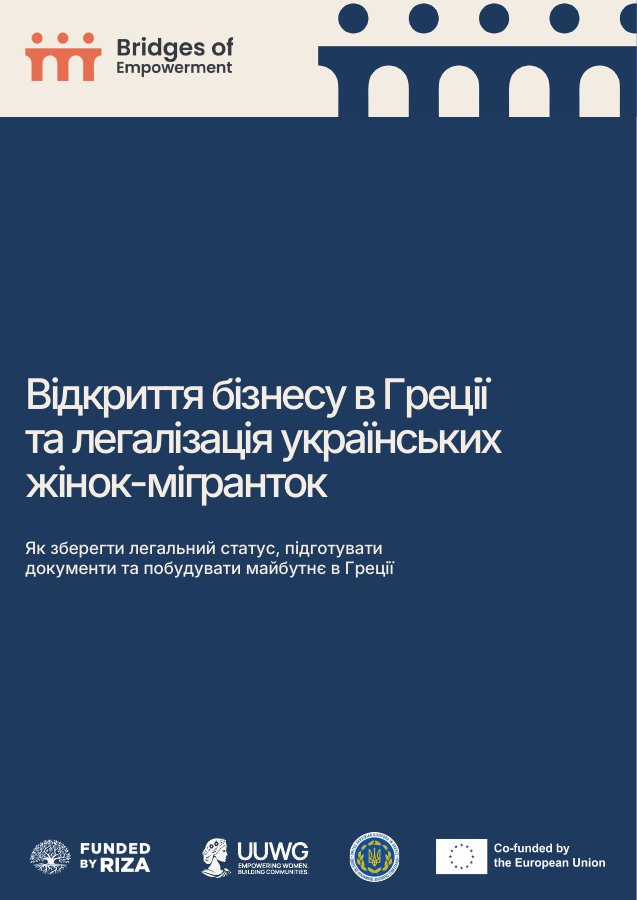 Bridges of
Empowerment
Відкриття бізнесу в Греції
та легалізація українських
жінок-мігранток
Як зберегти легальний статус, підготувати
документи та побудувати майбутнє в Греції
FUNDED
BY RIZA
UUWG
EMPOWERING WOMEN.
BUILDING COMMUNITIES.
Co-funded by
the European Union